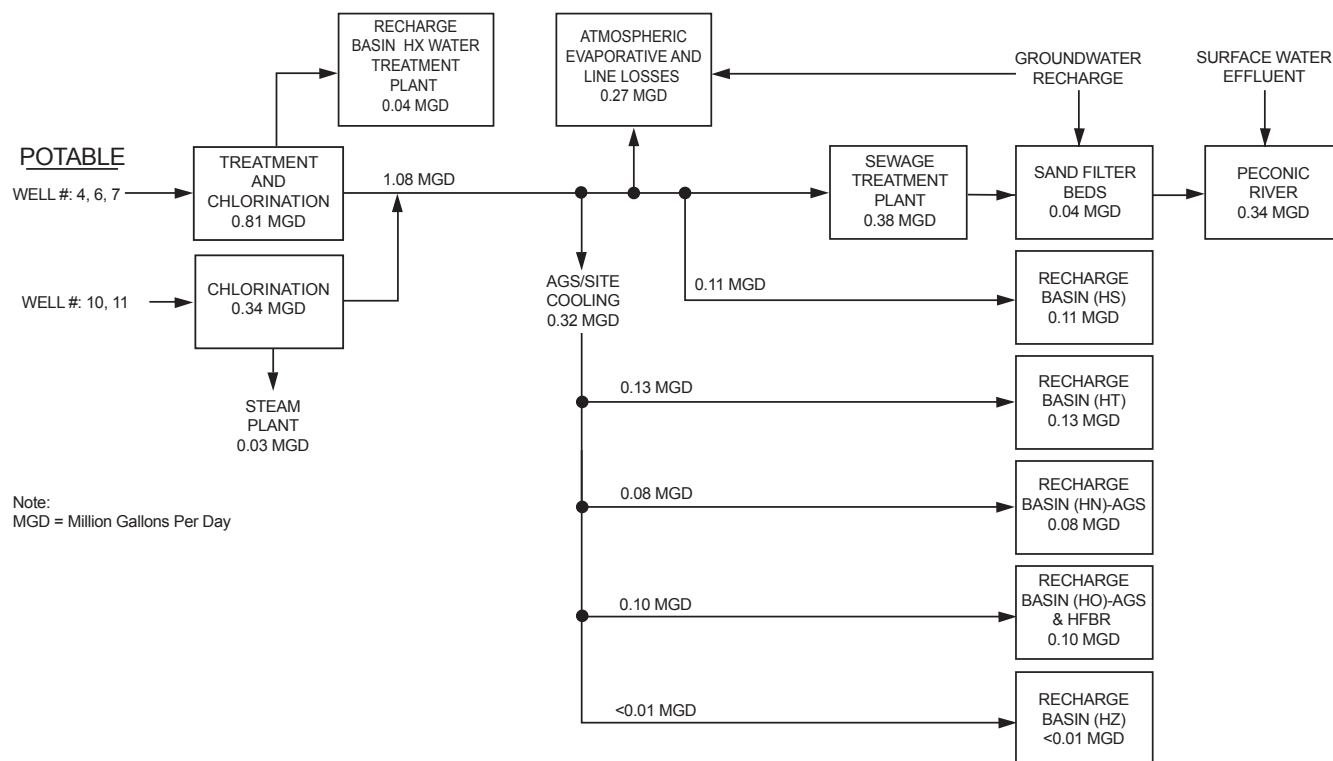 RECHARGE
BASIN HX WATER
TREATMENT
PLANT
0.04 MGD
ATMOSPHERIC
EVAPORATIVE AND
LINE LOSSES
0.27 MGD
GROUNDWATER
RECHARGE
SURFACE WATER
EFFLUENT
POTABLE
WELL #: 4, 6, 7
TREATMENT
AND
CHLORINATION
0.81 MGD
1.08 MGD
SEWAGE
TREATMENT
PLANT
0.38 MGD
SAND FILTER
BEDS
0.04 MGD
PECONIC
RIVER
0.34 MGD
WELL #: 10, 11
CHLORINATION
0.34 MGD
AGS/SITE
COOLING
0.32 MGD
0.11 MGD
RECHARGE
BASIN (HS)
0.11 MGD
STEAM
PLANT
0.03 MGD
0.13 MGD
RECHARGE
BASIN (HT)
0.13 MGD
Note:
MGD = Million Gallons Per Day
0.08 MGD
RECHARGE
BASIN (HN)-AGS
0.08 MGD
0.10 MGD
RECHARGE
BASIN (HO)-AGS
& HFBR
0.10 MGD
<0.01 MGD
RECHARGE
BASIN (HZ)
<0.01 MGD